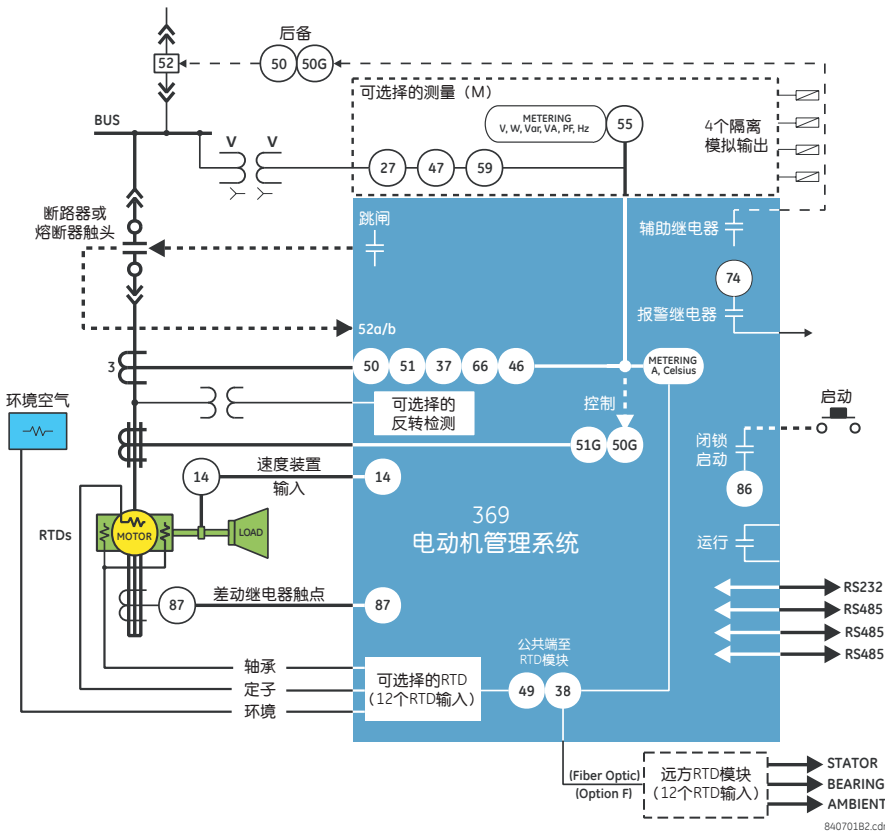 后备
52
50
50G
可选择的测量（M）
METERING
V, W, Var, VA, PF, Hz
55
4个隔离
模拟输出
BUS
V
V
27
47
59
断路器或
熔断器触头
跳闸
辅助继电器
74
52a/b
报警继电器
3
50
51
37
66
46
METERING
A, Celsius
环境空气
可选择的
反转检测
控制
启动
51G
50G
闭锁
启动
86
14
速度装置
输入
14
369
电动机管理系统
RTDs
MOTOR
LOAD
运行
87
差动继电器触点
87
RS232
RS485
RS485
RS485
公共端至
RTD模块
轴承
定子
环境
可选择的RTD
（12个RTD输入）
49
38
(Fiber Optic)
(Option F)
远方RTD模块
（12个RTD输入）
STATOR
BEARING
AMBIENT
840701B2.cdr